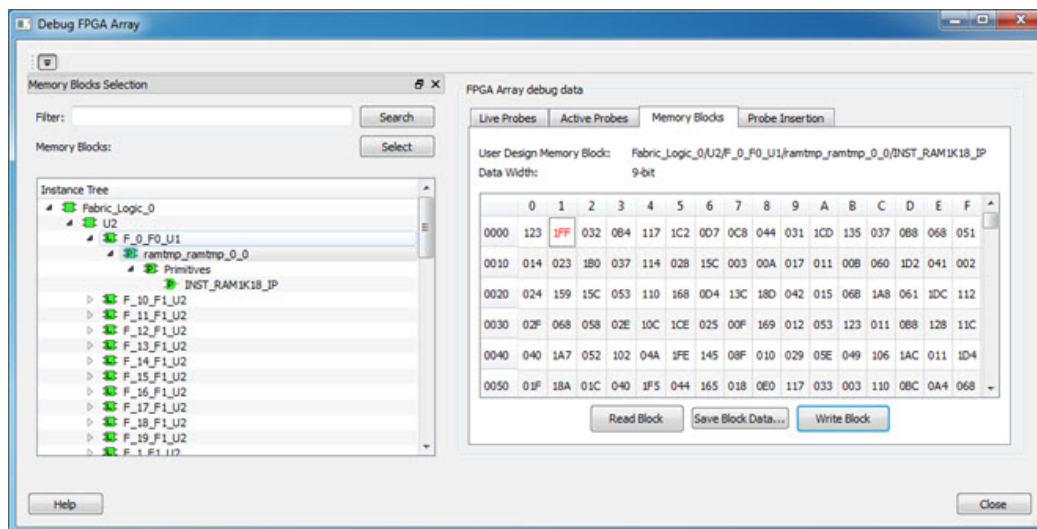 Debug FPGA Array
Memory Blocks Selection
Filter:
Search
Memory Blocks:
Select
Instance Tree
Fabric_Logic_0
U2
F_0_F0_U1
ramtmp_ramtmp_0_0
Primitives
INST_RAM1K18_IP
F_10_F1_U2
F_11_F1_U2
F_12_F1_U2
F_13_F1_U2
F_14_F1_U2
F_15_F1_U2
F_16_F1_U2
F_17_F1_U2
F_18_F1_U2
F_19_F1_U2
F_1_F1_U2
FPGA Array debug data
Live Probes Active Probes Memory Blocks Probe Insertion
User Design Memory Block: Fabric_Logic_0/U2/F_0_F0_U1/ramtmp_ramtmp_0_0/INST_RAM1K18_IP
Data Width: 9-bit
0 1 2 3 4 5 6 7 8 9 A B C D E F
0000 123 1FF 032 0B4 117 1C2 0D7 0C8 044 031 1CD 135 037 0B8 068 051
0010 014 023 1B0 037 114 028 15C 003 00A 017 011 00B 060 1D2 041 002
0020 024 159 15C 053 110 168 0D4 13C 18D 042 015 06B 1A8 061 1DC 112
0030 02F 068 058 02E 10C 1CE 025 00F 169 012 053 123 011 0B8 128 11C
0040 040 1A7 052 102 04A 1FE 145 08F 010 029 05E 049 106 1AC 011 1D4
0050 01F 18A 01C 040 1F5 044 165 018 0E0 117 033 003 110 0BC 0A4 068
Read Block Save Block Data... Write Block
Help Close